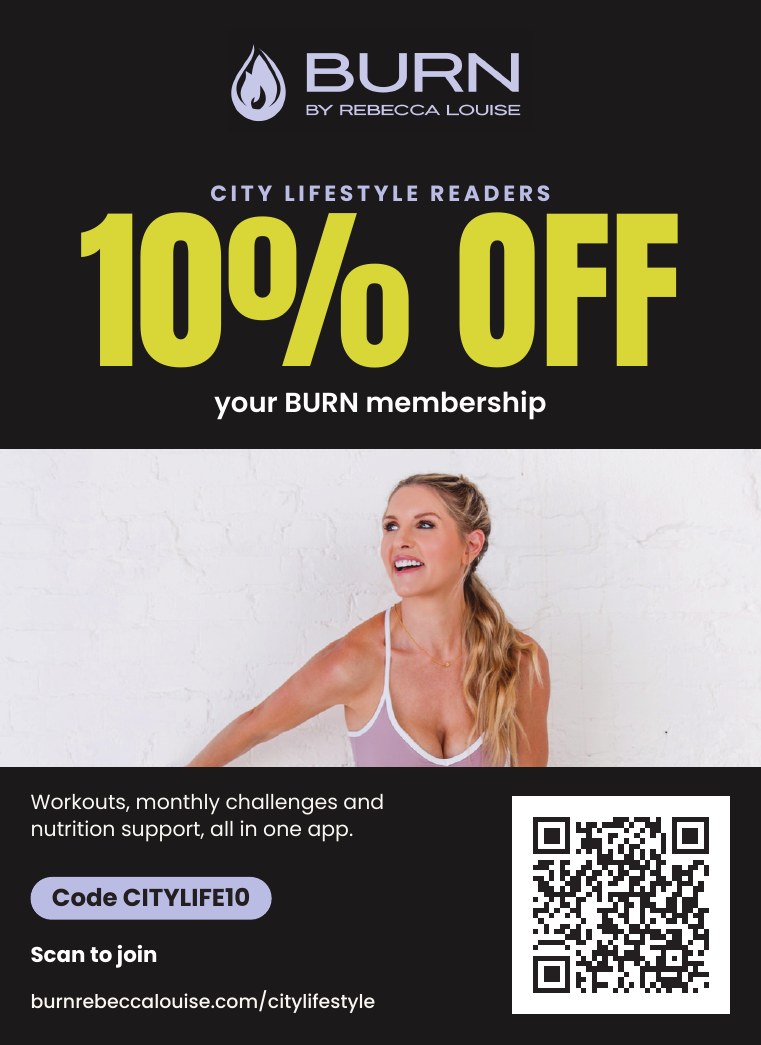 BURN
BY REBECCA LOUISE
CITY LIFESTYLE READERS
10% OFF
your BURN membership
Workouts, monthly challenges and
nutrition support, all in one app.
Code CITYLIFE10
Scan to join
burnrebeccalouise.com/citylifestyle